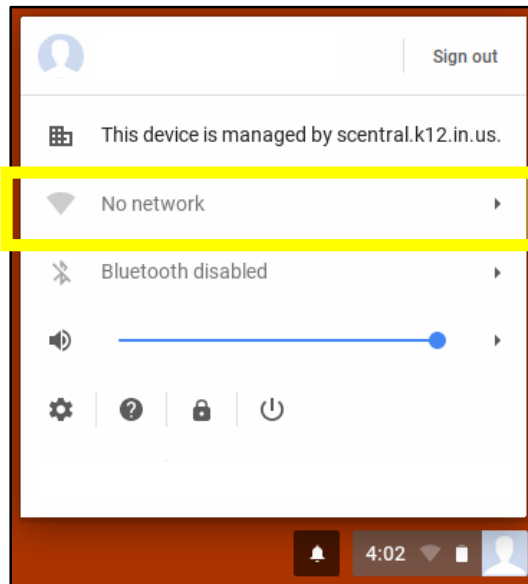 Sign out
This device is managed by scentral.k12.in.us.
No network
Bluetooth disabled
4:02